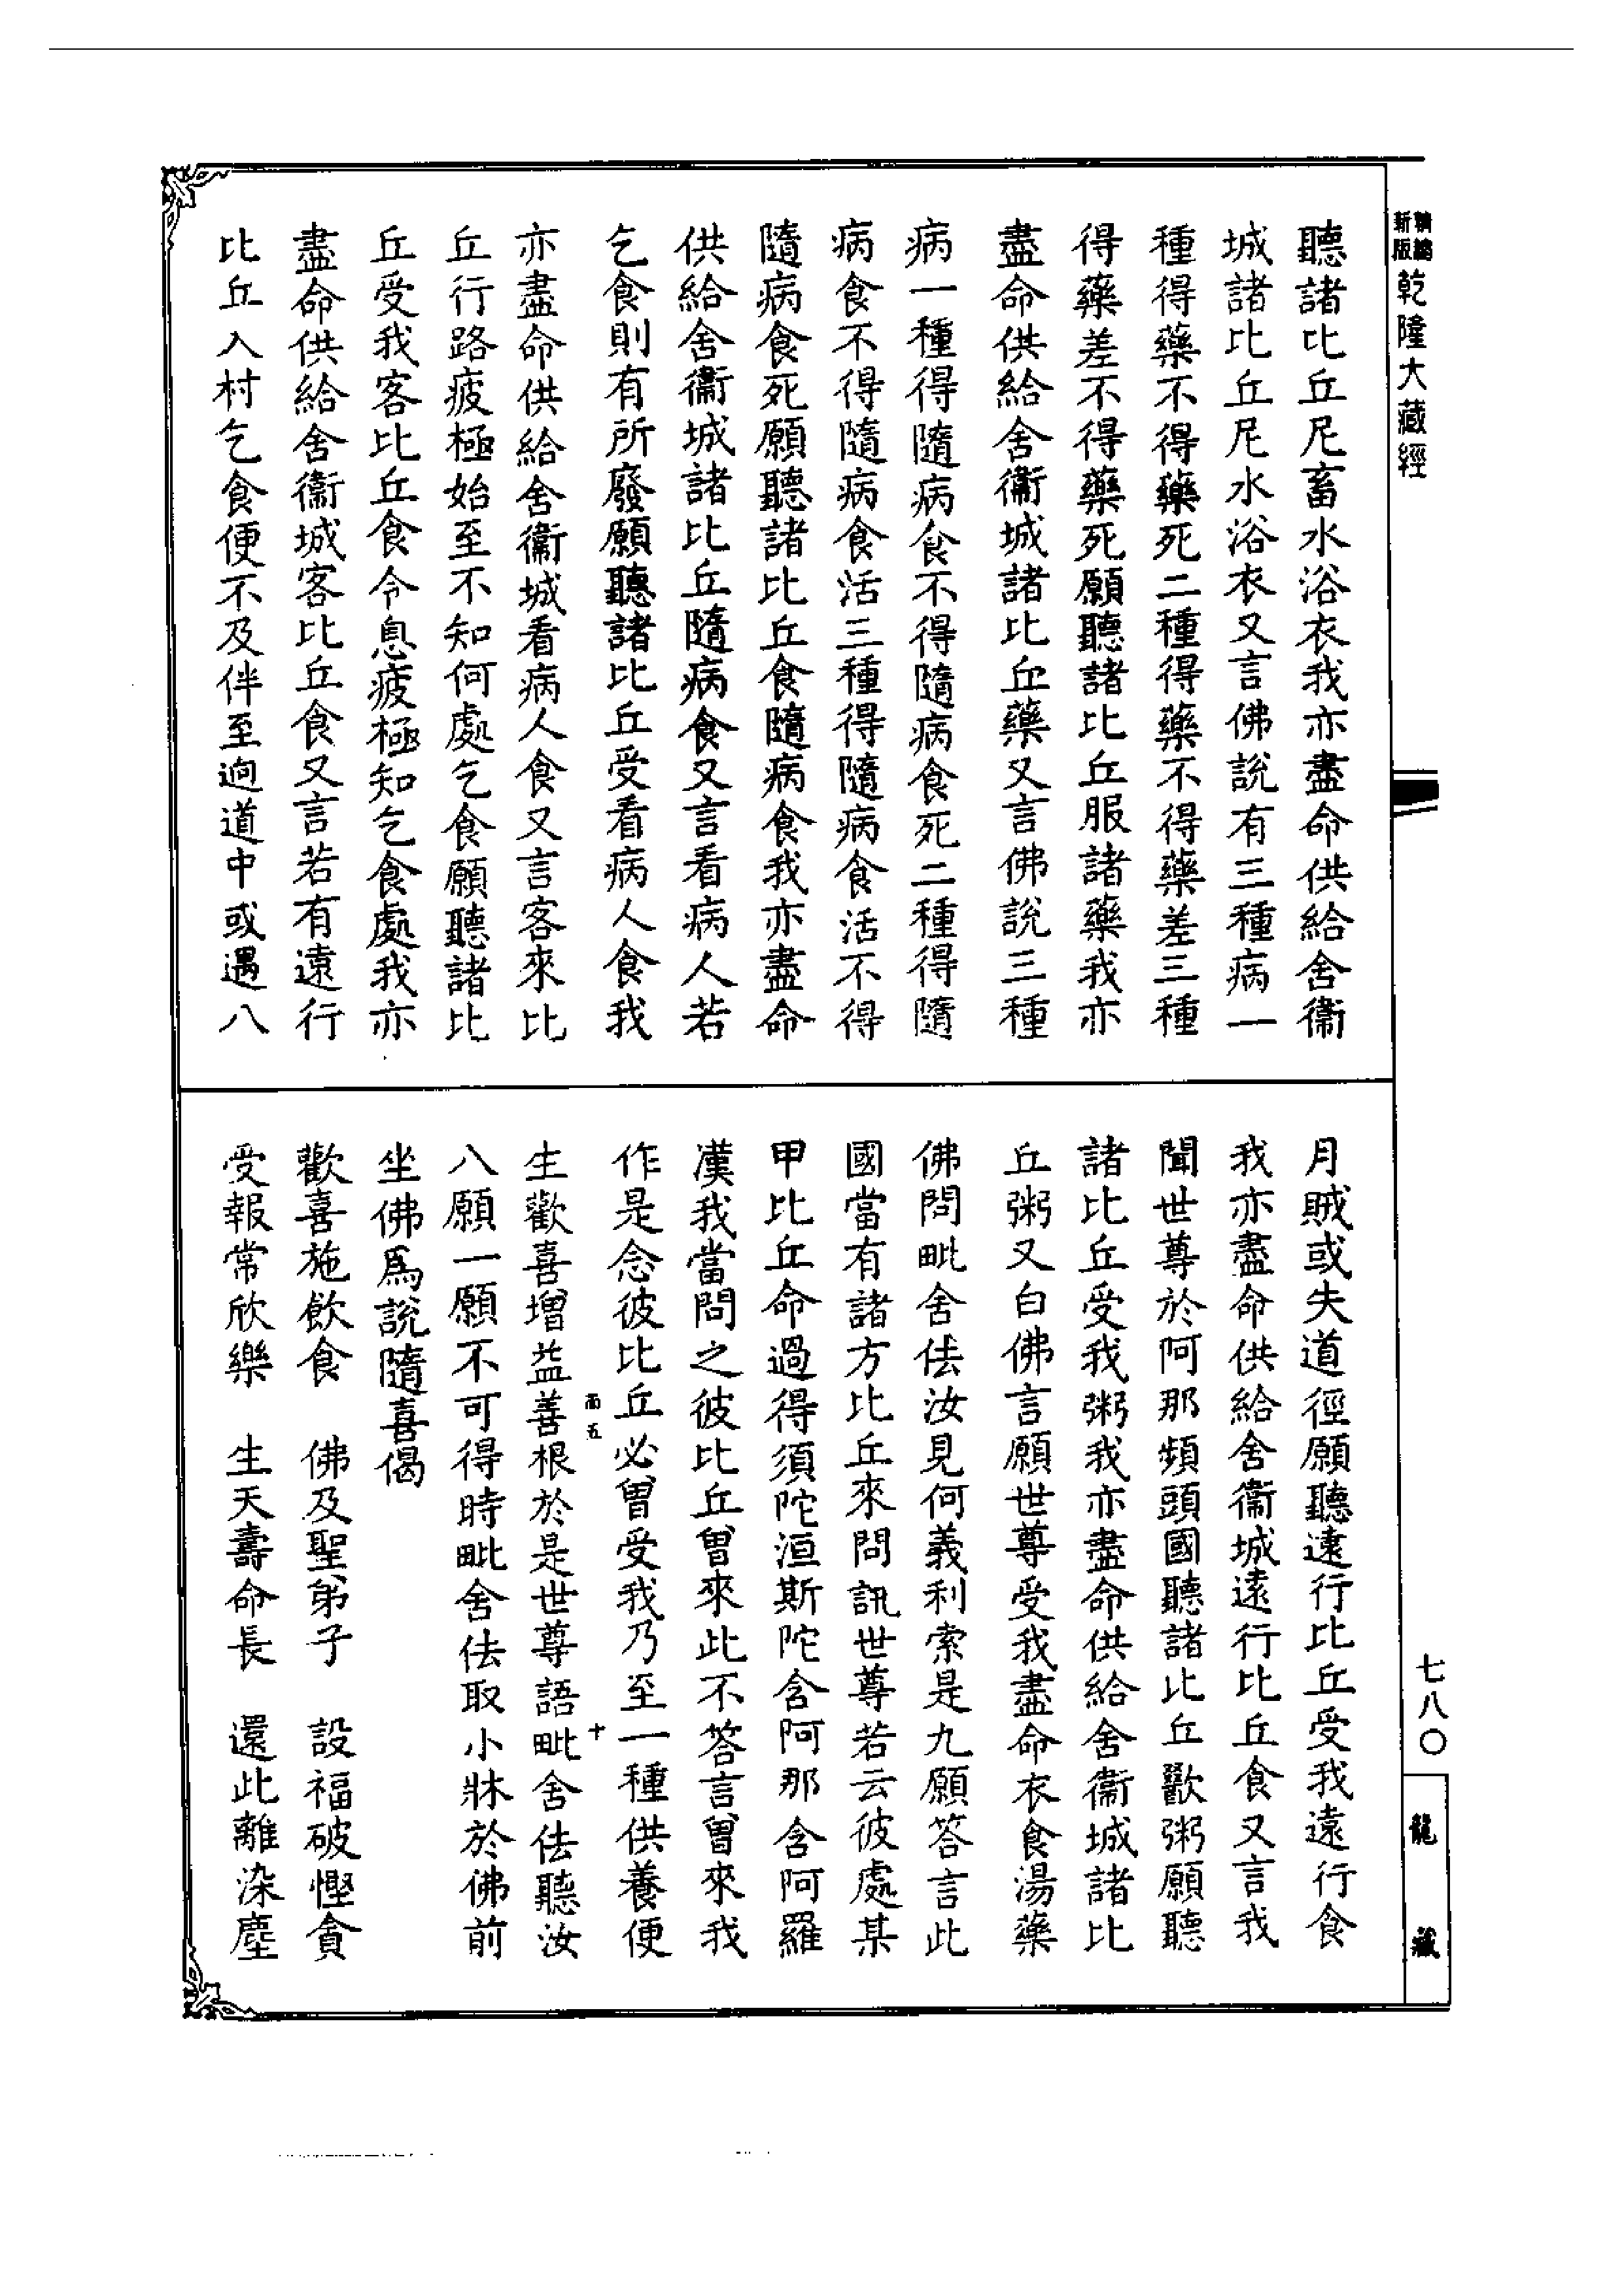 新編
新版
乾隆大藏經
聽諸比丘尼畜水浴衣我亦盡命供給舍衞
城諸比丘尼水浴衣又言佛說有三種病一
種得藥不得藥死二種得藥不得藥差三種
得藥差不得藥死願聽諸比丘服諸藥我亦
盡命供給舍衞城諸比丘藥又言佛說三種
病一種得隨病食不得隨病食死二種得隨
病食不得隨病食活三種得隨病食活不得
隨病食死願聽諸比丘食隨病食我亦盡命
供給舍衞城諸比丘隨病食又言看病人若
乞食則有所廢願聽諸比丘受看病人食我
亦盡命供給舍衞城看病人食又言客來比
丘行路疲極始至不知何處乞食願聽諸比
丘受我客比丘食令息疲極知乞食處我亦
盡命供給舍衞城客比丘食又言若有遠行
比丘入村乞食便不及伴至逈道中或遇八
月賊或失道徑願聽遠行比丘受我遠行食
我亦盡命供給舍衞城遠行比丘食又言我
聞世尊於阿那頻頭國聽諸比丘歠粥願聽
諸比丘受我粥我亦盡命供給舍衞城諸比
丘粥又白佛言願世尊受我盡命衣食湯藥
佛問毗舍佉汝見何義利索是九願答言此
國當有諸方比丘來問訊世尊若云彼處某
甲比丘命過得須陀洹斯陀含阿那含阿羅
漢我當問之彼比丘曾來此不答言曾來我
作是念彼比丘必曾受我乃至一種供養便
而五
十
生歡喜增益善根於是世尊語毗舍佉聽汝
八願一願不可得時毗舍佉取小牀於佛前
坐佛爲說隨喜偈
歡喜施飲食　佛及聖弟子　設福破慳貪
受報常欣樂　生天壽命長　還此離染塵
七八〇
龍藏